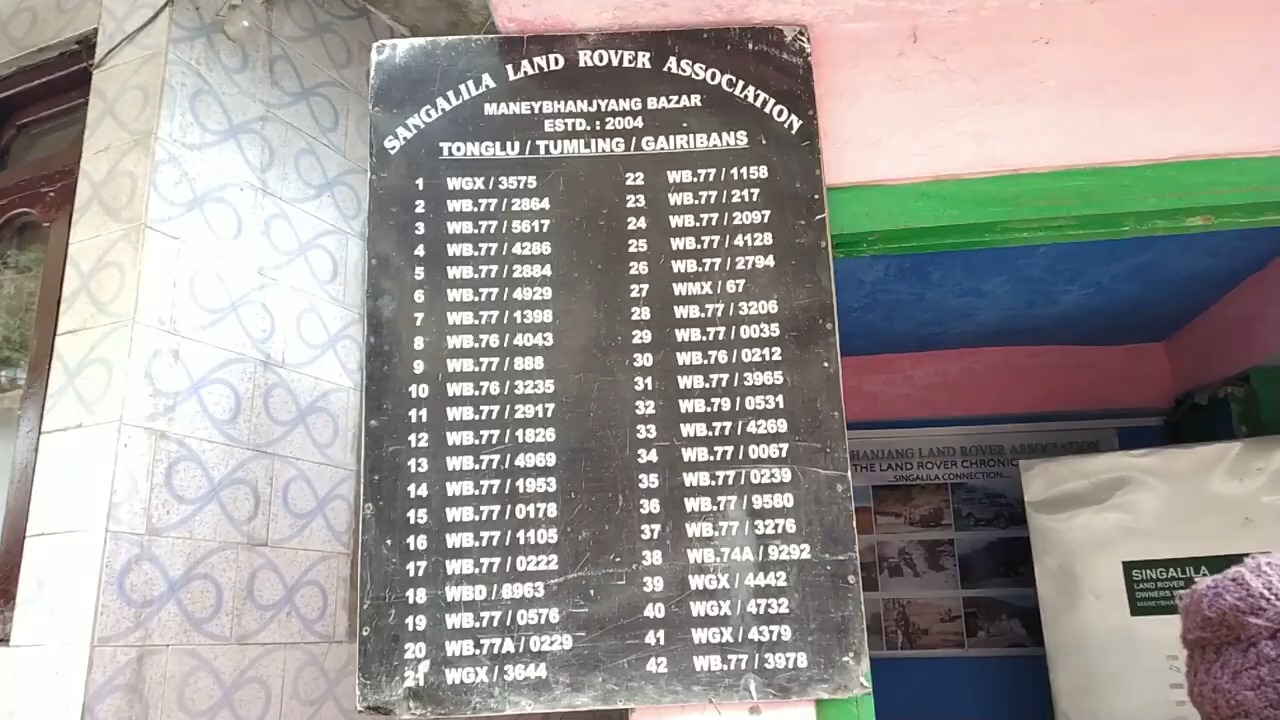 SANGALILA LAND ROVER ASSOCIATION
MANEYBHANJYANG BAZAR
ESTD. : 2004
TONGLU / TUMLING / GAIRIBANS
1 WGX / 3575
2 WB.77 / 2864
3 WB.77 / 5617
4 WB.77 / 4286
5 WB.77 / 2884
6 WB.77 / 4929
7 WB.77 / 1398
8 WB.76 / 4043
9 WB.77 / 888
10 WB.76 / 3235
11 WB.77 / 2917
12 WB.77 / 1826
13 WB.77 / 4969
14 WB.77 / 1953
15 WB.77 / 0178
16 WB.77 / 1105
17 WB.77 / 0222
18 WBD / 8963
19 WB.77 / 0576
20 WB.77A / 0229
21 WGX / 3644
22 WB.77 / 1158
23 WB.77 / 217
24 WB.77 / 2097
25 WB.77 / 4128
26 WB.77 / 2794
27 WMX / 67
28 WB.77 / 3206
29 WB.77 / 0035
30 WB.76 / 0212
31 WB.77 / 3965
32 WB.79 / 0531
33 WB.77 / 4269
34 WB.77 / 0067
35 WB.77 / 0239
36 WB.77 / 9580
37 WB.77 / 3276
38 WB.74A / 9292
39 WGX / 4442
40 WGX / 4732
41 WGX / 4379
42 WB.77 / 3978
HANJANG LAND ROVER ASSOCIATION
THE LAND ROVER CHRONIC
...SINGALILA CONNECTION....
SINGALILA
LAND ROVER
OWNERS